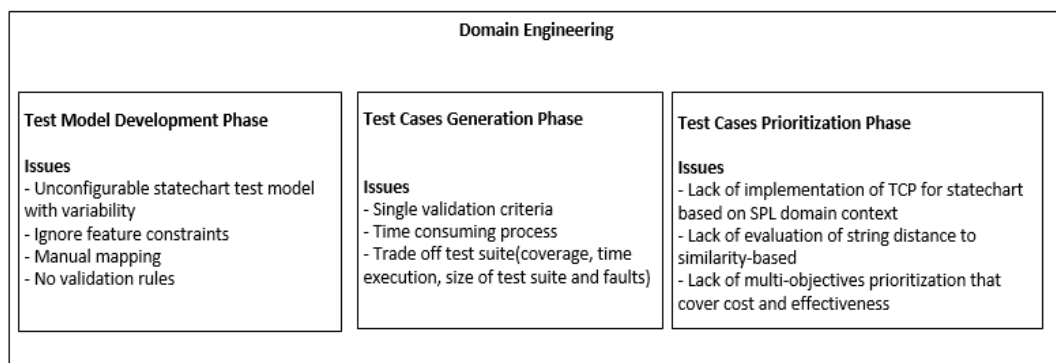 Domain Engineering
Test Model Development Phase
Issues
- Unconfigurable statechart test model
with variability
- Ignore feature constraints
- Manual mapping
- No validation rules
Test Cases Generation Phase
Issues
- Single validation criteria
- Time consuming process
- Trade off test suite(coverage, time
execution, size of test suite and faults)
Test Cases Prioritization Phase
Issues
- Lack of implementation of TCP for statechart
based on SPL domain context
- Lack of evaluation of string distance to
similarity-based
- Lack of multi-objectives prioritization that
cover cost and effectiveness